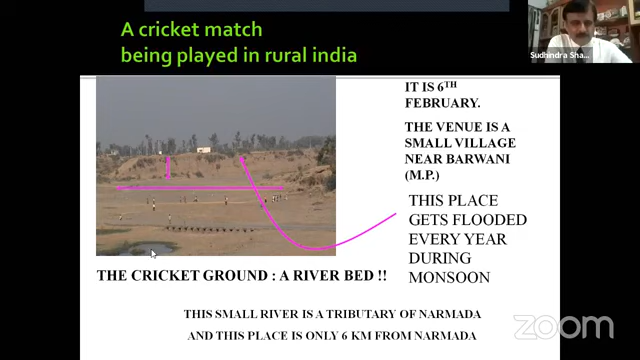 A cricket match
being played in rural india
Sudhindra Sha...
IT IS 6TH
FEBRUARY.
THE VENUE IS A
SMALL VILLAGE
NEAR BARWANI
(M.P.)
THIS PLACE
GETS FLOODED
EVERY YEAR
DURING
MONSOON
THE CRICKET GROUND : A RIVER BED !!
THIS SMALL RIVER IS A TRIBUTARY OF NARMADA
AND THIS PLACE IS ONLY 6 KM FROM NARMADA
zoom